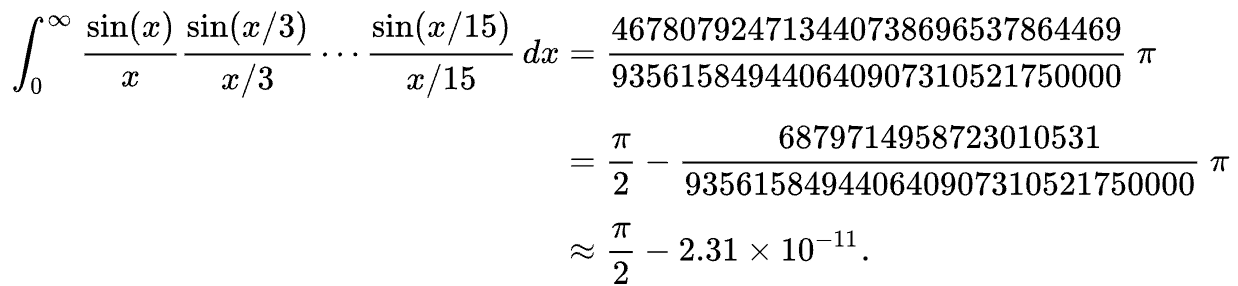 ∫₀^∞ sin(x)/x sin(x/3)/(x/3) ⋯ sin(x/15)/(x/15) dx = 467807924713440738696537864469/935615849440640907310521750000 π
= π/2 − 6879714958723010531/935615849440640907310521750000 π
≈ π/2 − 2.31 × 10⁻¹¹.